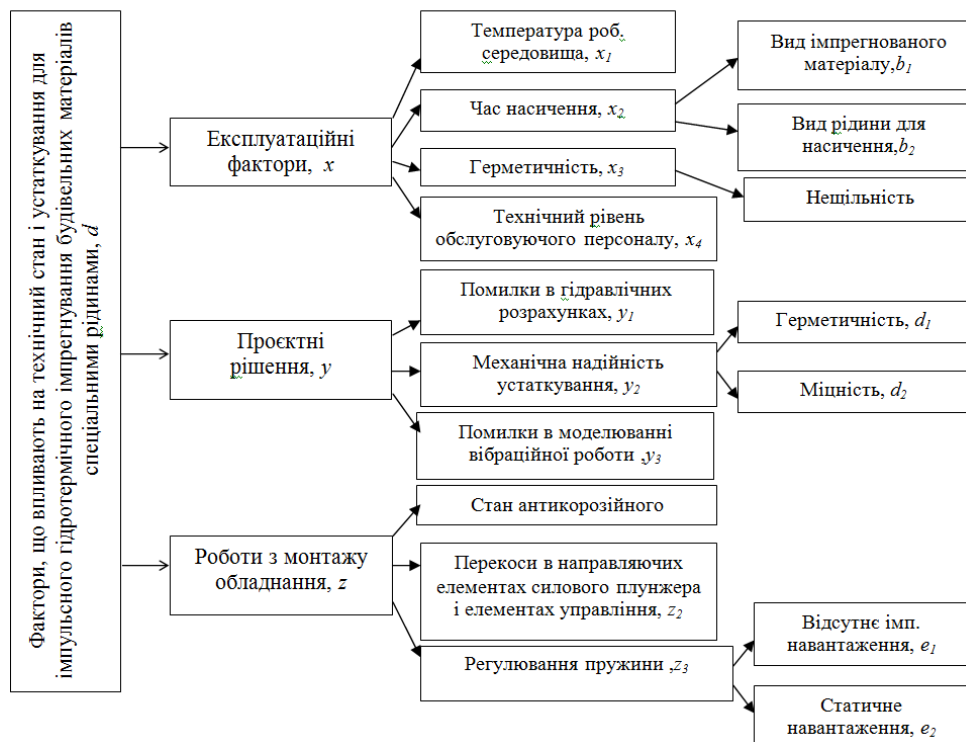 Фактори, що впливають на технічний стан і устаткування для
імпульсного гідротермічного імпрегнування будівельних матеріалів
спеціальними рідинами, d
Експлуатаційні
фактори, x
Температура роб.
середовища, x1
Час насичення, x2
Вид імпрегнованого
матеріалу,b1
Вид рідини для
насичення,b2
Герметичність, x3
Нещільність
Технічний рівень
обслуговуючого персоналу, x4
Проєктні
рішення, y
Помилки в гідравлічних
розрахунках, y1
Механічна надійність
устаткування, y2
Герметичність, d1
Міцність, d2
Помилки в моделюванні
вібраційної роботи ,y3
Роботи з монтажу
обладнання, z
Стан антикорозійного
Перекоси в направляючих
елементах силового плунжера
і елементах управління, z2
Регулювання пружини ,z3
Відсутнє імп.
навантаження, e1
Статичне
навантаження, e2